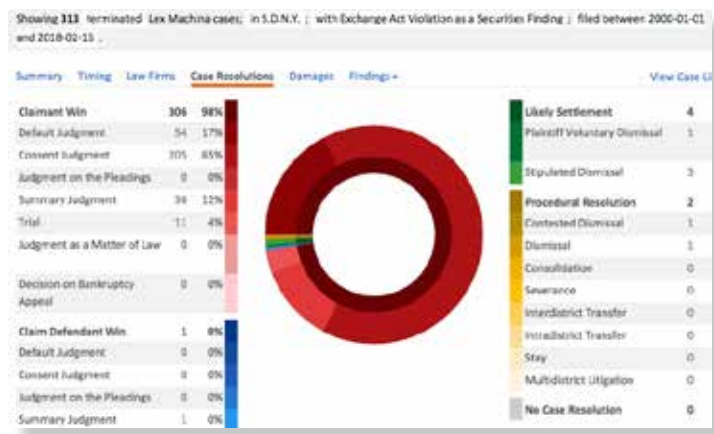 Showing 313 terminated Lex Machina cases; in S.D.N.Y. ; with Exchange Act Violation as a Securities Finding ; filed between 2000-01-01
and 2018-02-15 .
Summary Timing Law Firms Case Resolutions Damages Findings View Case Li
Claimant Win 306 98%
Default Judgment 54 17%
Consent Judgment 205 65%
Judgment on the Pleadings 0 0%
Summary Judgment 36 12%
Trial 11 4%
Judgment as a Matter of Law 0 0%
Decision on Bankruptcy 0 0%
Appeal
Claim Defendant Win 1 0%
Default Judgment 0 0%
Consent Judgment 0 0%
Judgment on the Pleadings 0 0%
Summary Judgment 1 0%
Likely Settlement 4
Plaintiff Voluntary Dismissal 1
Stipulated Dismissal 3
Procedural Resolution 2
Contested Dismissal 1
Dismissal 1
Consolidation 0
Severance 0
Interdistrict Transfer 0
Intradistrict Transfer 0
Stay 0
Multidistrict Litigation 0
No Case Resolution 0